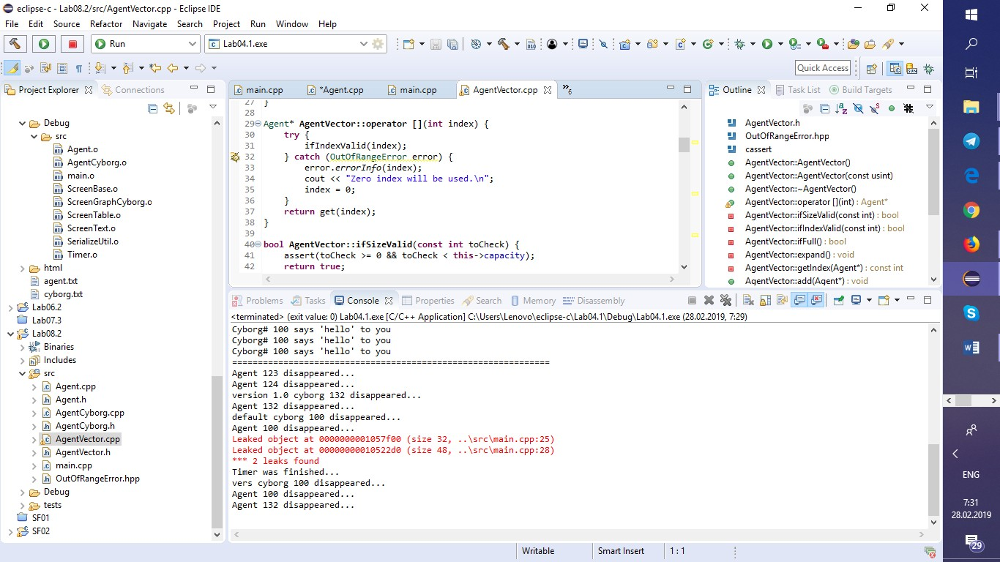 eclipse-c - Lab08.2/src/AgentVector.cpp - Eclipse IDE
File Edit Source Refactor Navigate Search Project Run Window Help
Run
Lab04.1.exe
Quick Access
Project Explorer
Connections
Debug
src
Agent.o
AgentCyborg.o
main.o
ScreenBase.o
ScreenGraphCyborg.o
ScreenTable.o
ScreenText.o
SerializeUtil.o
Timer.o
html
agent.txt
cyborg.txt
Lab06.2
Lab07.3
Lab08.2
Binaries
Includes
src
Agent.cpp
Agent.h
AgentCyborg.cpp
AgentCyborg.h
AgentVector.cpp
AgentVector.h
main.cpp
OutOfRangeError.hpp
Debug
tests
SF01
SF02
main.cpp
*Agent.cpp
main.cpp
AgentVector.cpp
»6
27 }
28
29 Agent* AgentVector::operator [](int index) {
30 try {
31 ifIndexValid(index);
32 } catch (OutOfRangeError error) {
33 error.errorInfo(index);
34 cout << "Zero index will be used.\n";
35 index = 0;
36 }
37 return get(index);
38 }
39
40 bool AgentVector::ifSizeValid(const int toCheck) {
41 assert(toCheck >= 0 && toCheck < this->capacity);
42 return true;
Outline
Task List
Build Targets
AgentVector.h
OutOfRangeError.hpp
cassert
AgentVector::AgentVector()
AgentVector::AgentVector(const usint)
AgentVector::~AgentVector()
AgentVector::operator [](int) : Agent*
AgentVector::ifSizeValid(const int) : bool
AgentVector::ifIndexValid(const int) : bool
AgentVector::ifFull() : bool
AgentVector::expand() : void
AgentVector::getIndex(Agent*) : const int
AgentVector::add(Agent*) : void
Problems
Tasks
Console
Properties
Search
Memory
Disassembly
<terminated> (exit value: 0) Lab04.1.exe [C/C++ Application] C:\Users\Lenovo\eclipse-c\Lab04.1\Debug\Lab04.1.exe (28.02.2019, 7:29)
Cyborg# 100 says 'hello' to you
Cyborg# 100 says 'hello' to you
Cyborg# 100 says 'hello' to you
==============================================================
Agent 123 disappeared...
Agent 124 disappeared...
version 1.0 cyborg 132 disappeared...
Agent 132 disappeared...
default cyborg 100 disappeared...
Agent 100 disappeared...
Leaked object at 0000000001057f00 (size 32, ..\src\main.cpp:25)
Leaked object at 00000000010522d0 (size 48, ..\src\main.cpp:28)
*** 2 leaks found
Timer was finished...
vers cyborg 100 disappeared...
Agent 100 disappeared...
Agent 132 disappeared...
Writable
Smart Insert
1 : 1
ENG
7:31
28.02.2019
29